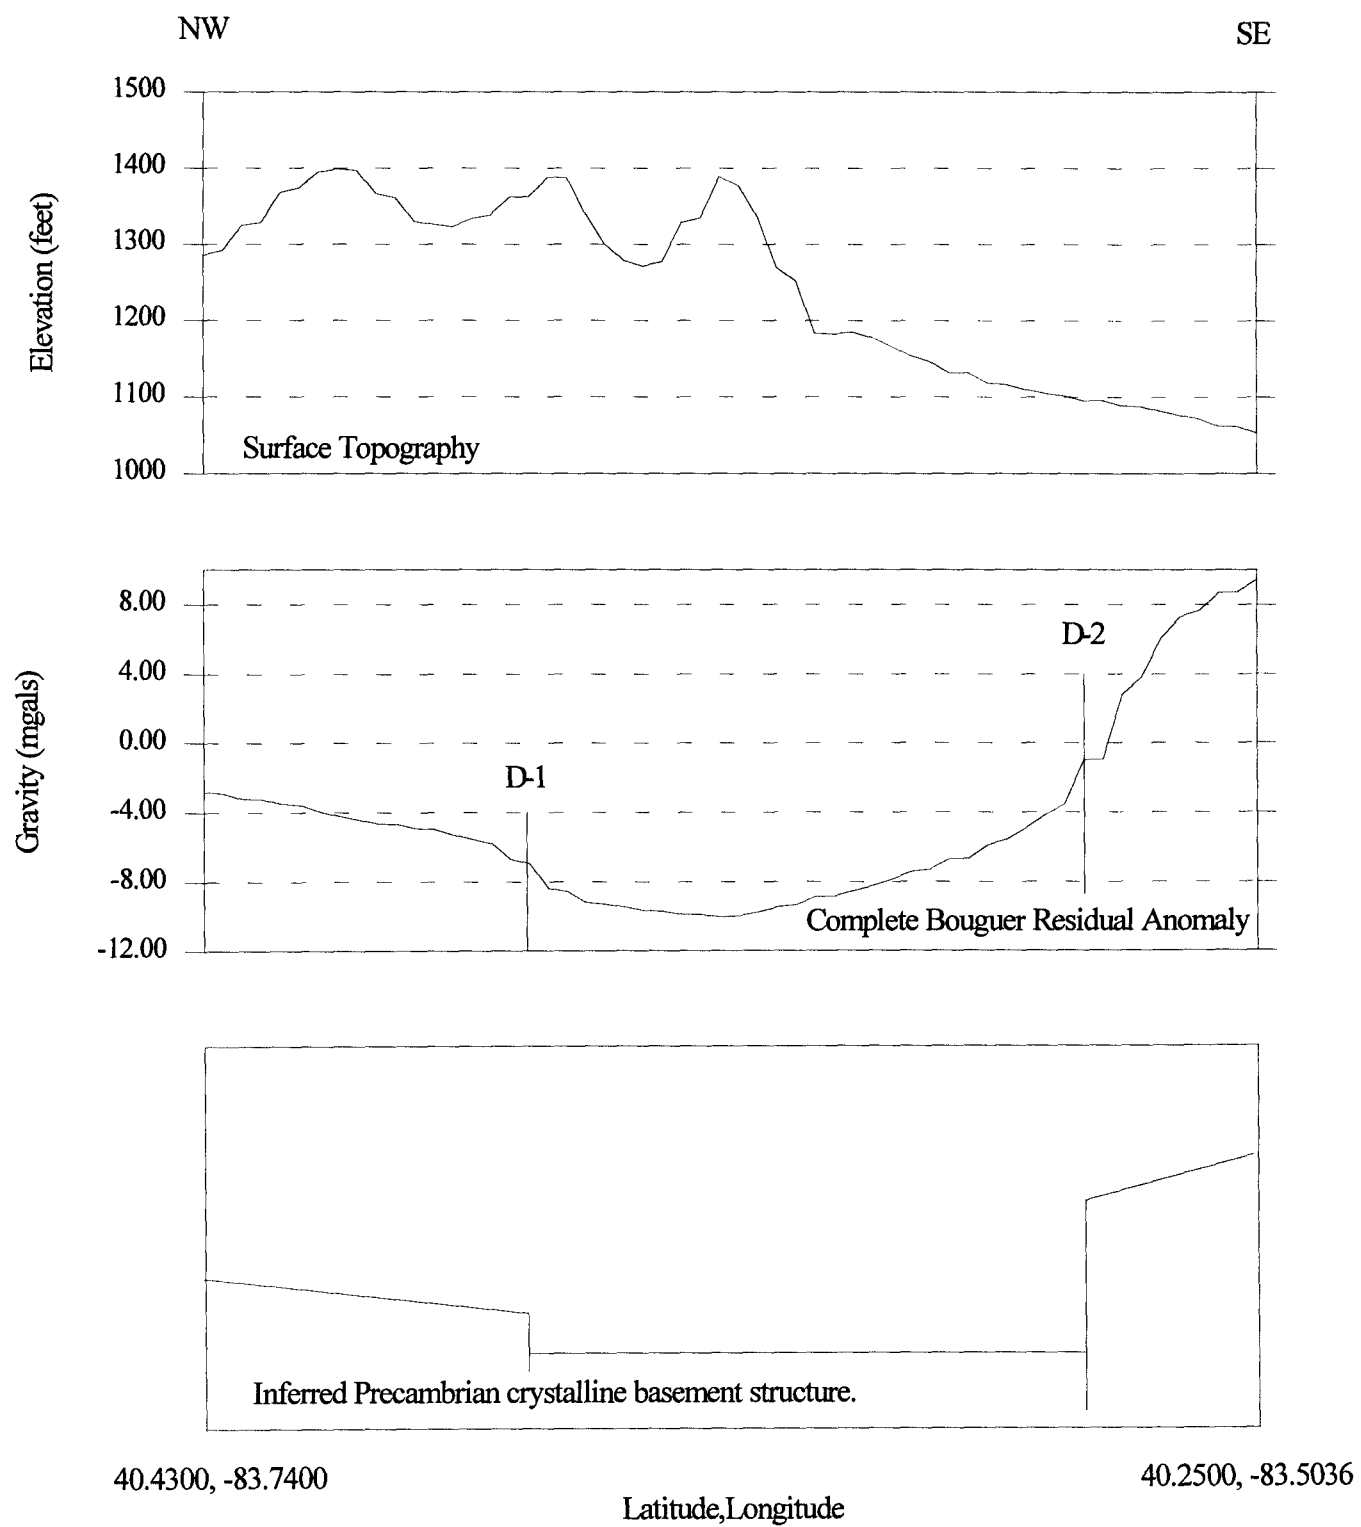 NW
SE
1500
1400
1300
1200
1100
1000
Elevation (feet)
Surface Topography
8.00
4.00
0.00
-4.00
-8.00
-12.00
Gravity (mgals)
D-1
D-2
Complete Bouguer Residual Anomaly
Inferred Precambrian crystalline basement structure.
40.4300, -83.7400
40.2500, -83.5036
Latitude,Longitude